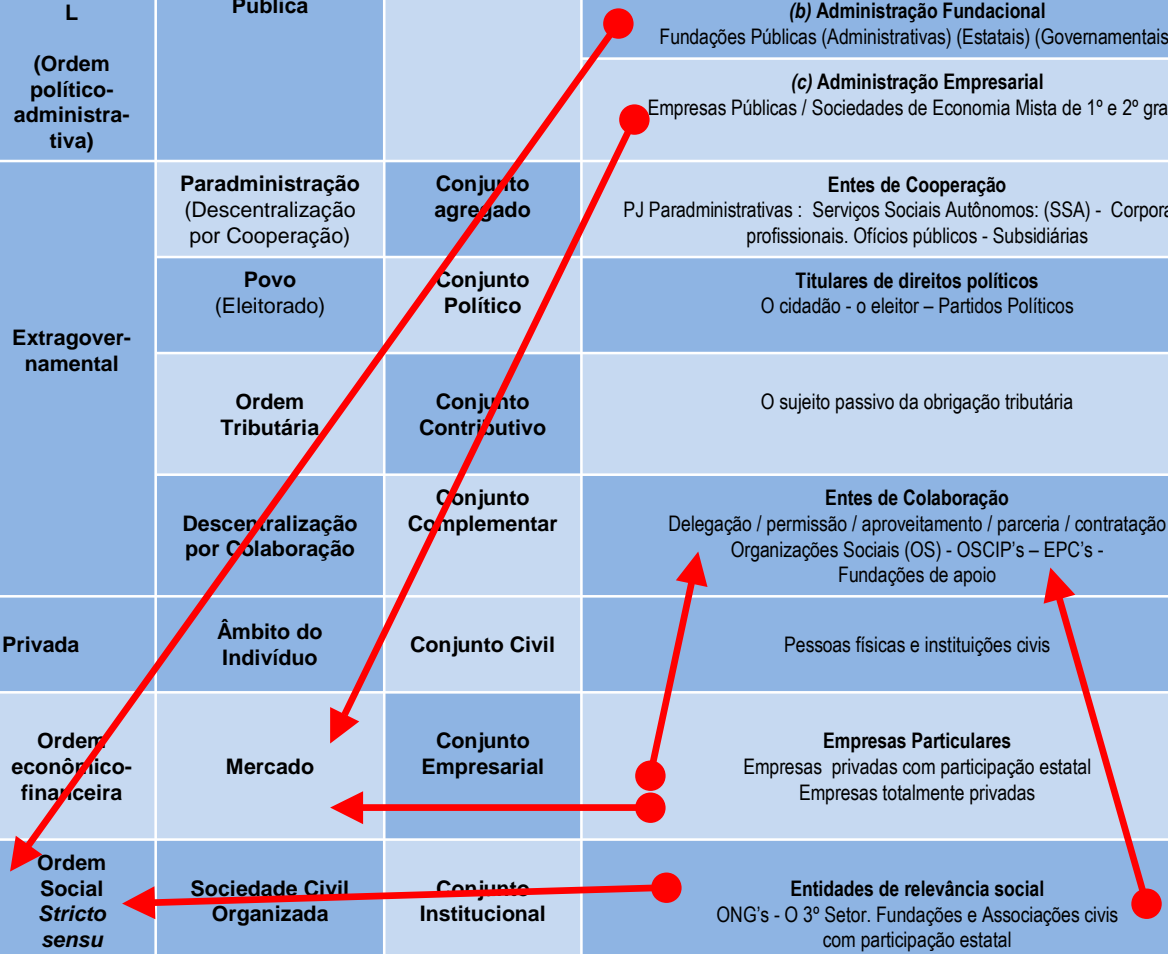 L
Pública
(b) Administração Fundacional
Fundações Públicas (Administrativas) (Estatais) (Governamentais
(Ordem
político-
administra-
tiva)
(c) Administração Empresarial
Empresas Públicas / Sociedades de Economia Mista de 1º e 2º gra
Extragover-
namental
Paradministração
(Descentralização
por Cooperação)
Conjunto
agregado
Entes de Cooperação
PJ Paradministrativas : Serviços Sociais Autônomos: (SSA) - Corpora
profissionais. Ofícios públicos - Subsidiárias
Povo
(Eleitorado)
Conjunto
Político
Titulares de direitos políticos
O cidadão - o eleitor – Partidos Políticos
Ordem
Tributária
Conjunto
Contributivo
O sujeito passivo da obrigação tributária
Descentralização
por Colaboração
Conjunto
Complementar
Entes de Colaboração
Delegação / permissão / aproveitamento / parceria / contratação
Organizações Sociais (OS) - OSCIP's – EPC's -
Fundações de apoio
Privada
Âmbito do
Indivíduo
Conjunto Civil
Pessoas físicas e instituições civis
Ordem
econômico-
financeira
Mercado
Conjunto
Empresarial
Empresas Particulares
Empresas privadas com participação estatal
Empresas totalmente privadas
Ordem
Social
Stricto
sensu
Sociedade Civil
Organizada
Conjunto
Institucional
Entidades de relevância social
ONG's - O 3º Setor. Fundações e Associações civis
com participação estatal